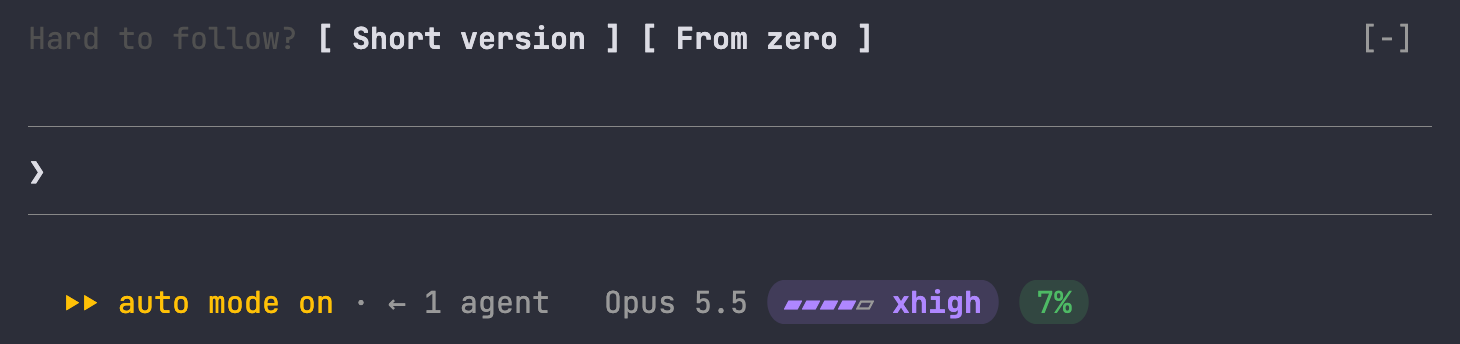 Hard to follow? [ Short version ] [ From zero ] [-]
❯
▶▶ auto mode on · ← 1 agent Opus 5.5 ▰▰▰▰▱ xhigh 7%